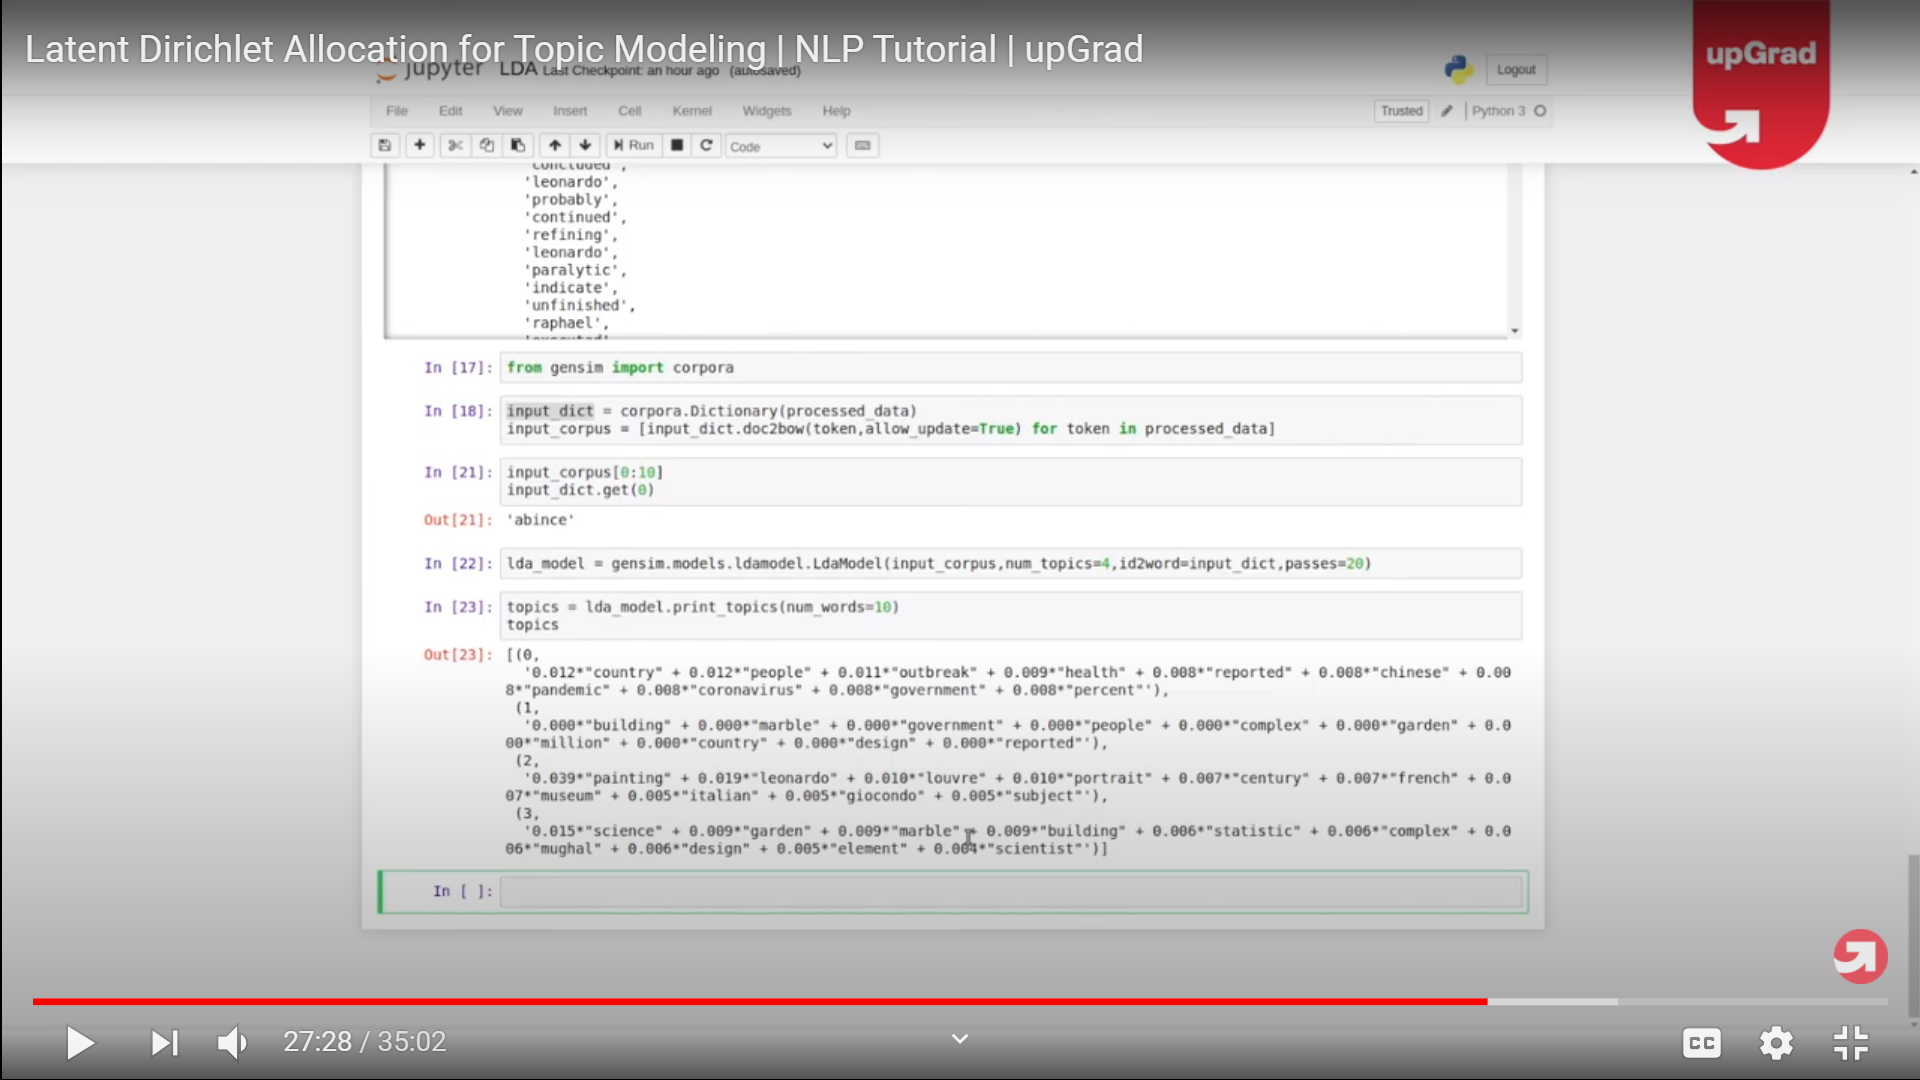 Latent Dirichlet Allocation for Topic Modeling | NLP Tutorial | upGrad
upGrad
jupyter LDA Last Checkpoint: an hour ago (autosaved)
Logout
File Edit View Insert Cell Kernel Widgets Help
Trusted Python 3
Run Code
concluded ,
'leonardo',
'probably',
'continued',
'refining',
'leonardo',
'paralytic',
'indicate',
'unfinished',
'raphael',
In [17]: from gensim import corpora
In [18]: input_dict = corpora.Dictionary(processed_data)
input_corpus = [input_dict.doc2bow(token,allow_update=True) for token in processed_data]
In [21]: input_corpus[0:10]
input_dict.get(0)
Out[21]: 'abince'
In [22]: lda_model = gensim.models.ldamodel.LdaModel(input_corpus,num_topics=4,id2word=input_dict,passes=20)
In [23]: topics = lda_model.print_topics(num_words=10)
topics
Out[23]: [(0,
'0.012*"country" + 0.012*"people" + 0.011*"outbreak" + 0.009*"health" + 0.008*"reported" + 0.008*"chinese" + 0.00
8*"pandemic" + 0.008*"coronavirus" + 0.008*"government" + 0.008*"percent"'),
(1,
'0.000*"building" + 0.000*"marble" + 0.000*"government" + 0.000*"people" + 0.000*"complex" + 0.000*"garden" + 0.0
00*"million" + 0.000*"country" + 0.000*"design" + 0.000*"reported"'),
(2,
'0.039*"painting" + 0.019*"leonardo" + 0.010*"louvre" + 0.010*"portrait" + 0.007*"century" + 0.007*"french" + 0.0
07*"museum" + 0.005*"italian" + 0.005*"giocondo" + 0.005*"subject"'),
(3,
'0.015*"science" + 0.009*"garden" + 0.009*"marble" + 0.009*"building" + 0.006*"statistic" + 0.006*"complex" + 0.0
06*"mughal" + 0.006*"design" + 0.005*"element" + 0.004*"scientist"')]
In [ ]:
27:28 / 35:02
CC